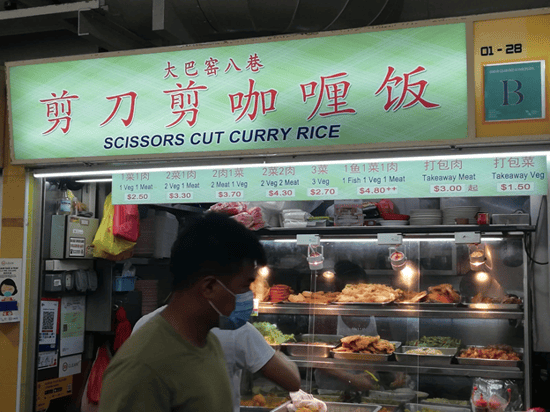 大巴窑八巷
剪刀剪咖喱饭
SCISSORS CUT CURRY RICE
01 - 28
B
1菜1肉 2菜1肉 2肉1菜 2菜2肉 3菜 1鱼1菜1肉 打包肉 打包菜
1 Veg 1 Meat 2 Veg 1 Meat 2 Meat 1 Veg 2 Veg 2 Meat 3 Veg 1 Fish 1 Veg 1 Meat Takeaway Meat Takeaway Veg
$2.50 $3.30 $3.70 $4.30 $2.70 $4.80++ $3.00 起 $1.50